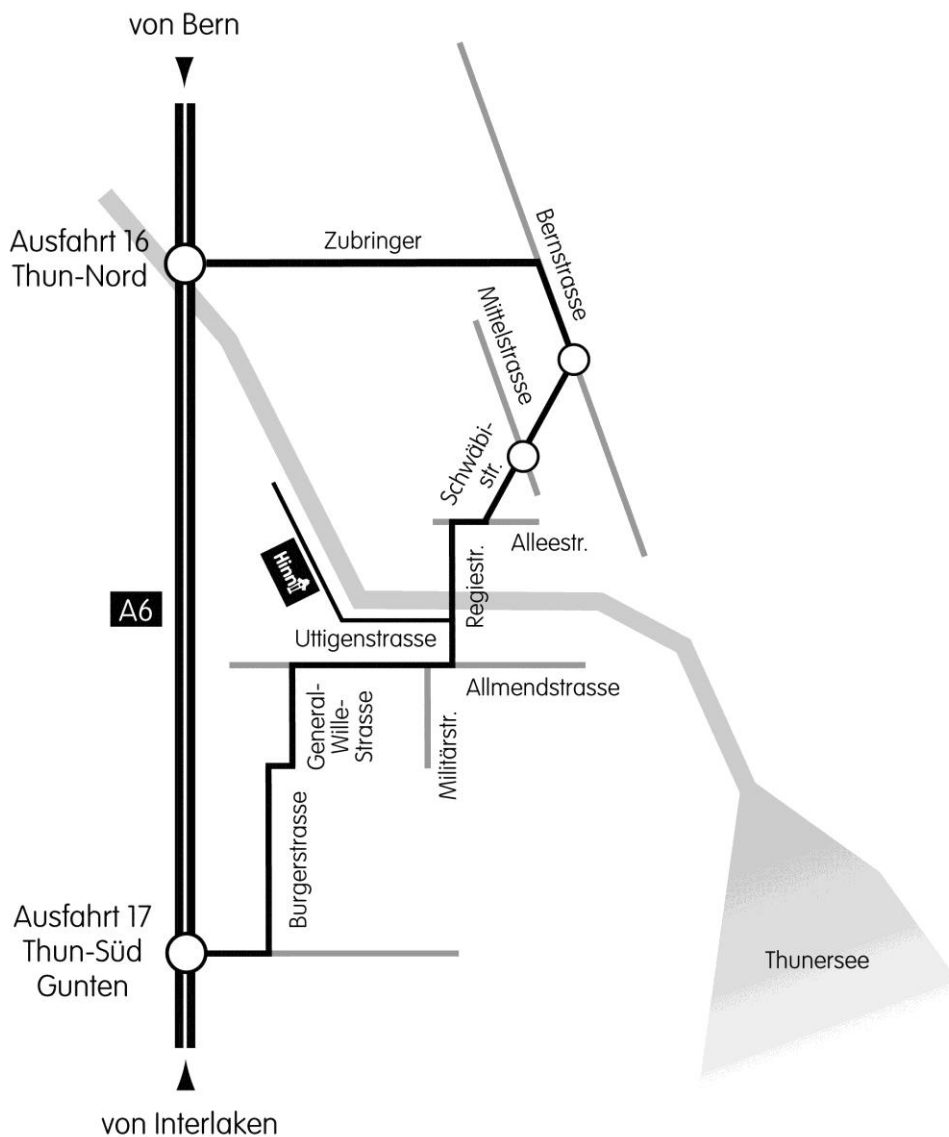 von Bern
Ausfahrt 16
Thun-Nord
Zubringer
Bernstrasse
Mittelstrasse
Schwäbi-
str.
Alleestr.
Regiestr.
Hinni
A6
Uttigenstrasse
Allmendstrasse
General-
Wille-
Strasse
Militärstr.
Burgerstrasse
Ausfahrt 17
Thun-Süd
Gunten
Thunersee
von Interlaken